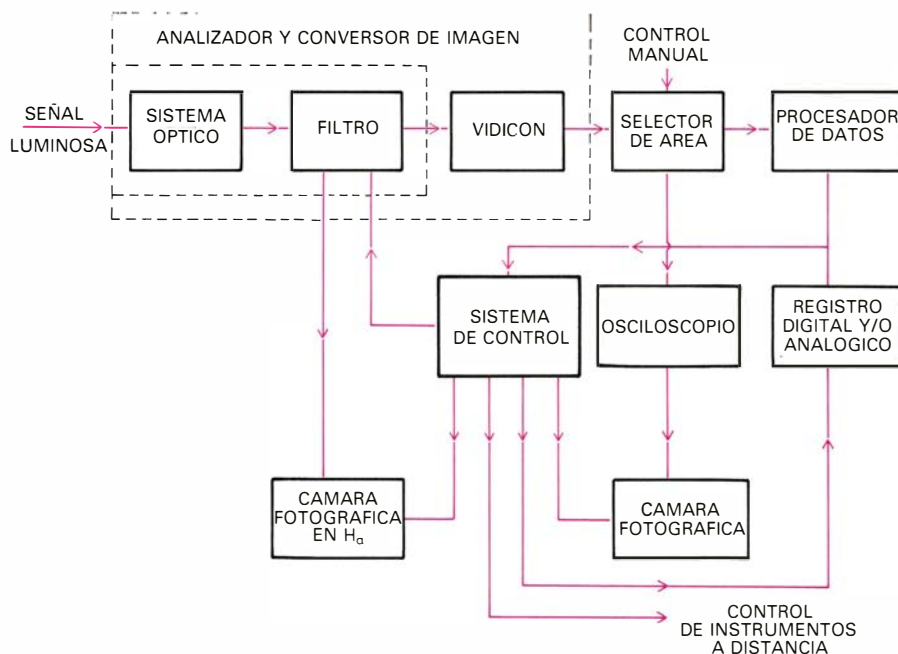 ANALIZADOR Y CONVERSOR DE IMAGEN
CONTROL
MANUAL
SEÑAL
LUMINOSA
SISTEMA
OPTICO
FILTRO
VIDICON
SELECTOR
DE AREA
PROCESADOR
DE DATOS
SISTEMA
DE CONTROL
OSCILOSCOPIO
REGISTRO
DIGITAL Y/O
ANALOGICO
CAMARA
FOTOGRAFICA
EN Hα
CAMARA
FOTOGRAFICA
CONTROL
DE INSTRUMENTOS
A DISTANCIA